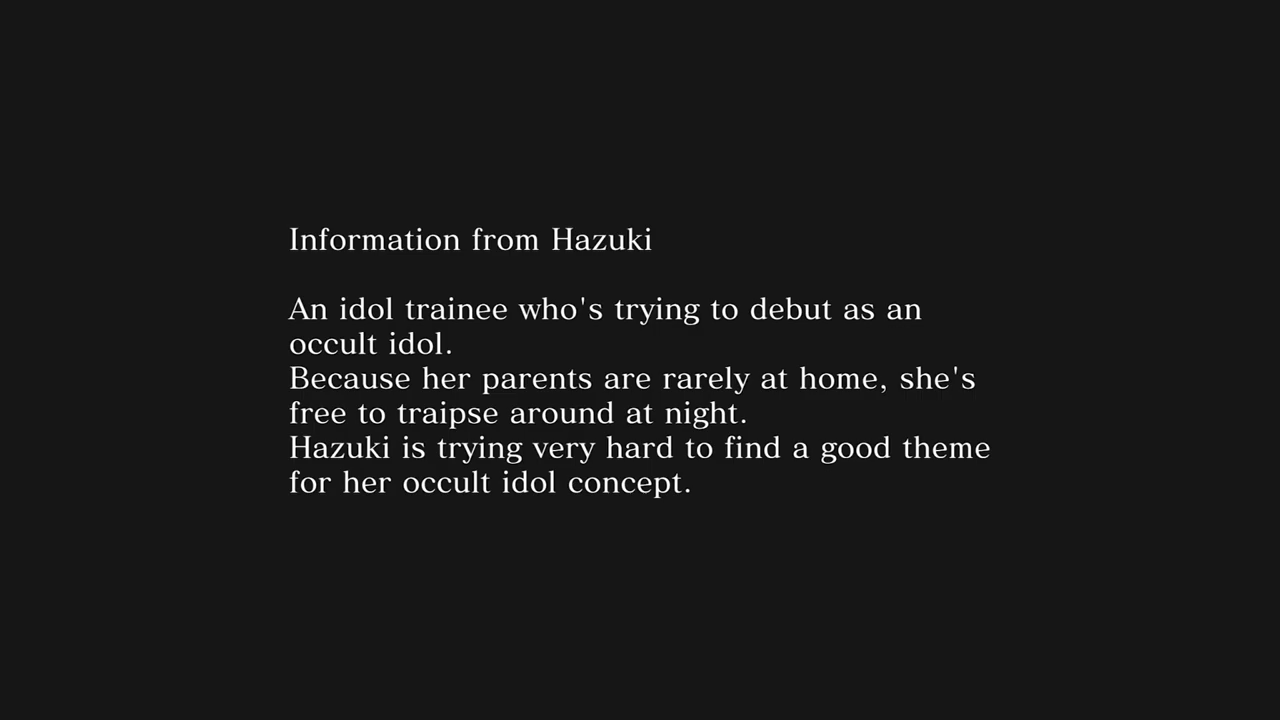 Information from Hazuki
An idol trainee who's trying to debut as an
occult idol.
Because her parents are rarely at home, she's
free to traipse around at night.
Hazuki is trying very hard to find a good theme
for her occult idol concept.